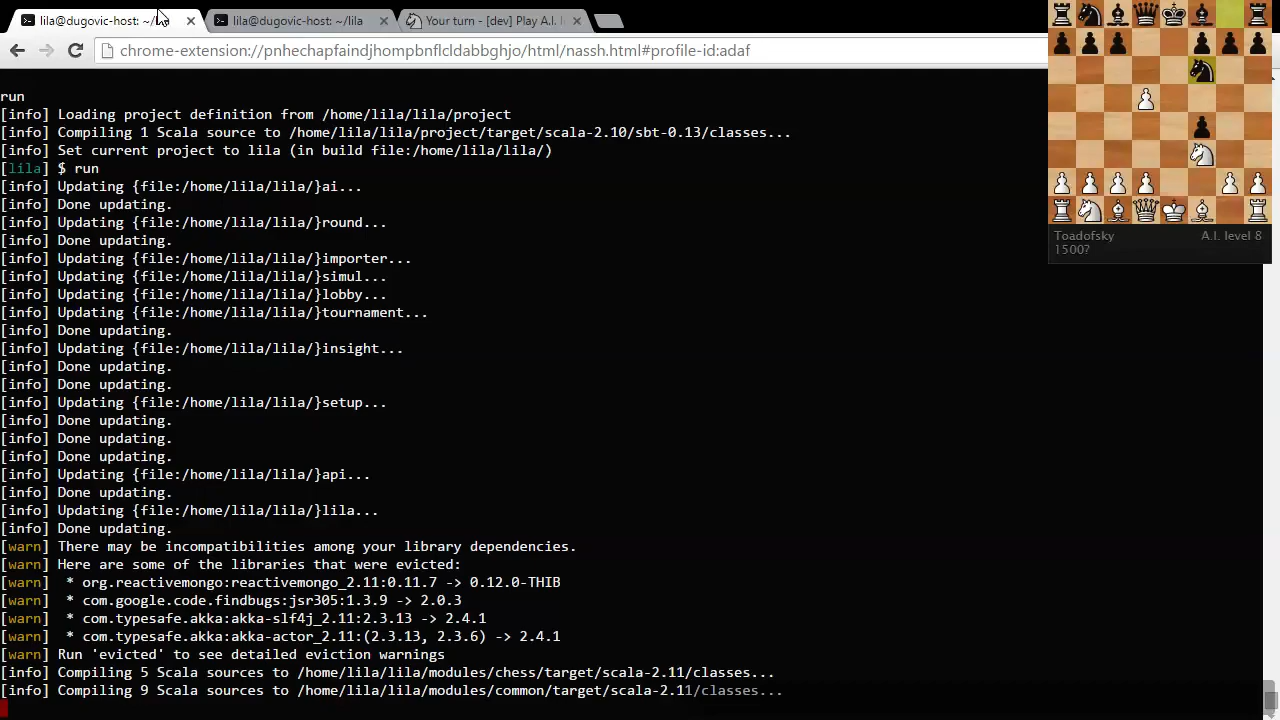 lila@dugovic-host: ~/
lila@dugovic-host: ~/lila
Your turn - [dev] Play A.I.
chrome-extension://pnhechapfaindjhompbnflcldabbghjo/html/nassh.html#profile-id:adaf
run
[info] Loading project definition from /home/lila/lila/project
[info] Compiling 1 Scala source to /home/lila/lila/project/target/scala-2.10/sbt-0.13/classes...
[info] Set current project to lila (in build file:/home/lila/lila/)
[lila] $ run
[info] Updating {file:/home/lila/lila/}ai...
[info] Done updating.
[info] Updating {file:/home/lila/lila/}round...
[info] Done updating.
[info] Updating {file:/home/lila/lila/}importer...
[info] Updating {file:/home/lila/lila/}simul...
[info] Updating {file:/home/lila/lila/}lobby...
[info] Updating {file:/home/lila/lila/}tournament...
[info] Done updating.
[info] Updating {file:/home/lila/lila/}insight...
[info] Done updating.
[info] Done updating.
[info] Updating {file:/home/lila/lila/}setup...
[info] Done updating.
[info] Done updating.
[info] Done updating.
[info] Updating {file:/home/lila/lila/}api...
[info] Done updating.
[info] Updating {file:/home/lila/lila/}lila...
[info] Done updating.
[warn] There may be incompatibilities among your library dependencies.
[warn] Here are some of the libraries that were evicted:
[warn]  * org.reactivemongo:reactivemongo_2.11:0.11.7 -> 0.12.0-THIB
[warn]  * com.google.code.findbugs:jsr305:1.3.9 -> 2.0.3
[warn]  * com.typesafe.akka:akka-slf4j_2.11:2.3.13 -> 2.4.1
[warn]  * com.typesafe.akka:akka-actor_2.11:(2.3.13, 2.3.6) -> 2.4.1
[warn] Run 'evicted' to see detailed eviction warnings
[info] Compiling 5 Scala sources to /home/lila/lila/modules/chess/target/scala-2.11/classes...
[info] Compiling 9 Scala sources to /home/lila/lila/modules/common/target/scala-2.11/classes...
Toadofsky A.I. level 8
1500?